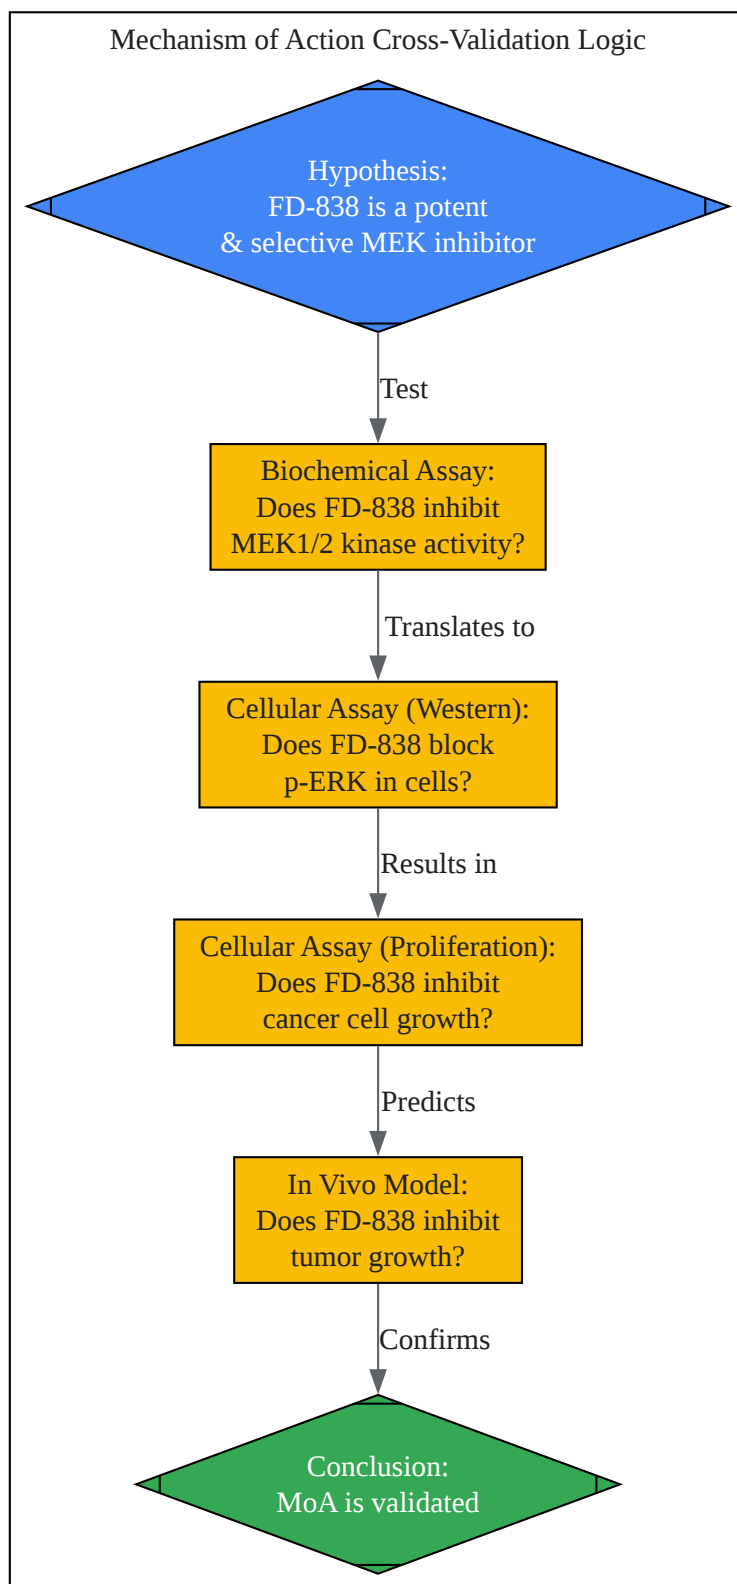 Mechanism of Action Cross-Validation Logic
Hypothesis:
FD-838 is a potent
& selective MEK inhibitor
Test
Biochemical Assay:
Does FD-838 inhibit
MEK1/2 kinase activity?
Translates to
Cellular Assay (Western):
Does FD-838 block
p-ERK in cells?
Results in
Cellular Assay (Proliferation):
Does FD-838 inhibit
cancer cell growth?
Predicts
In Vivo Model:
Does FD-838 inhibit
tumor growth?
Confirms
Conclusion:
MoA is validated